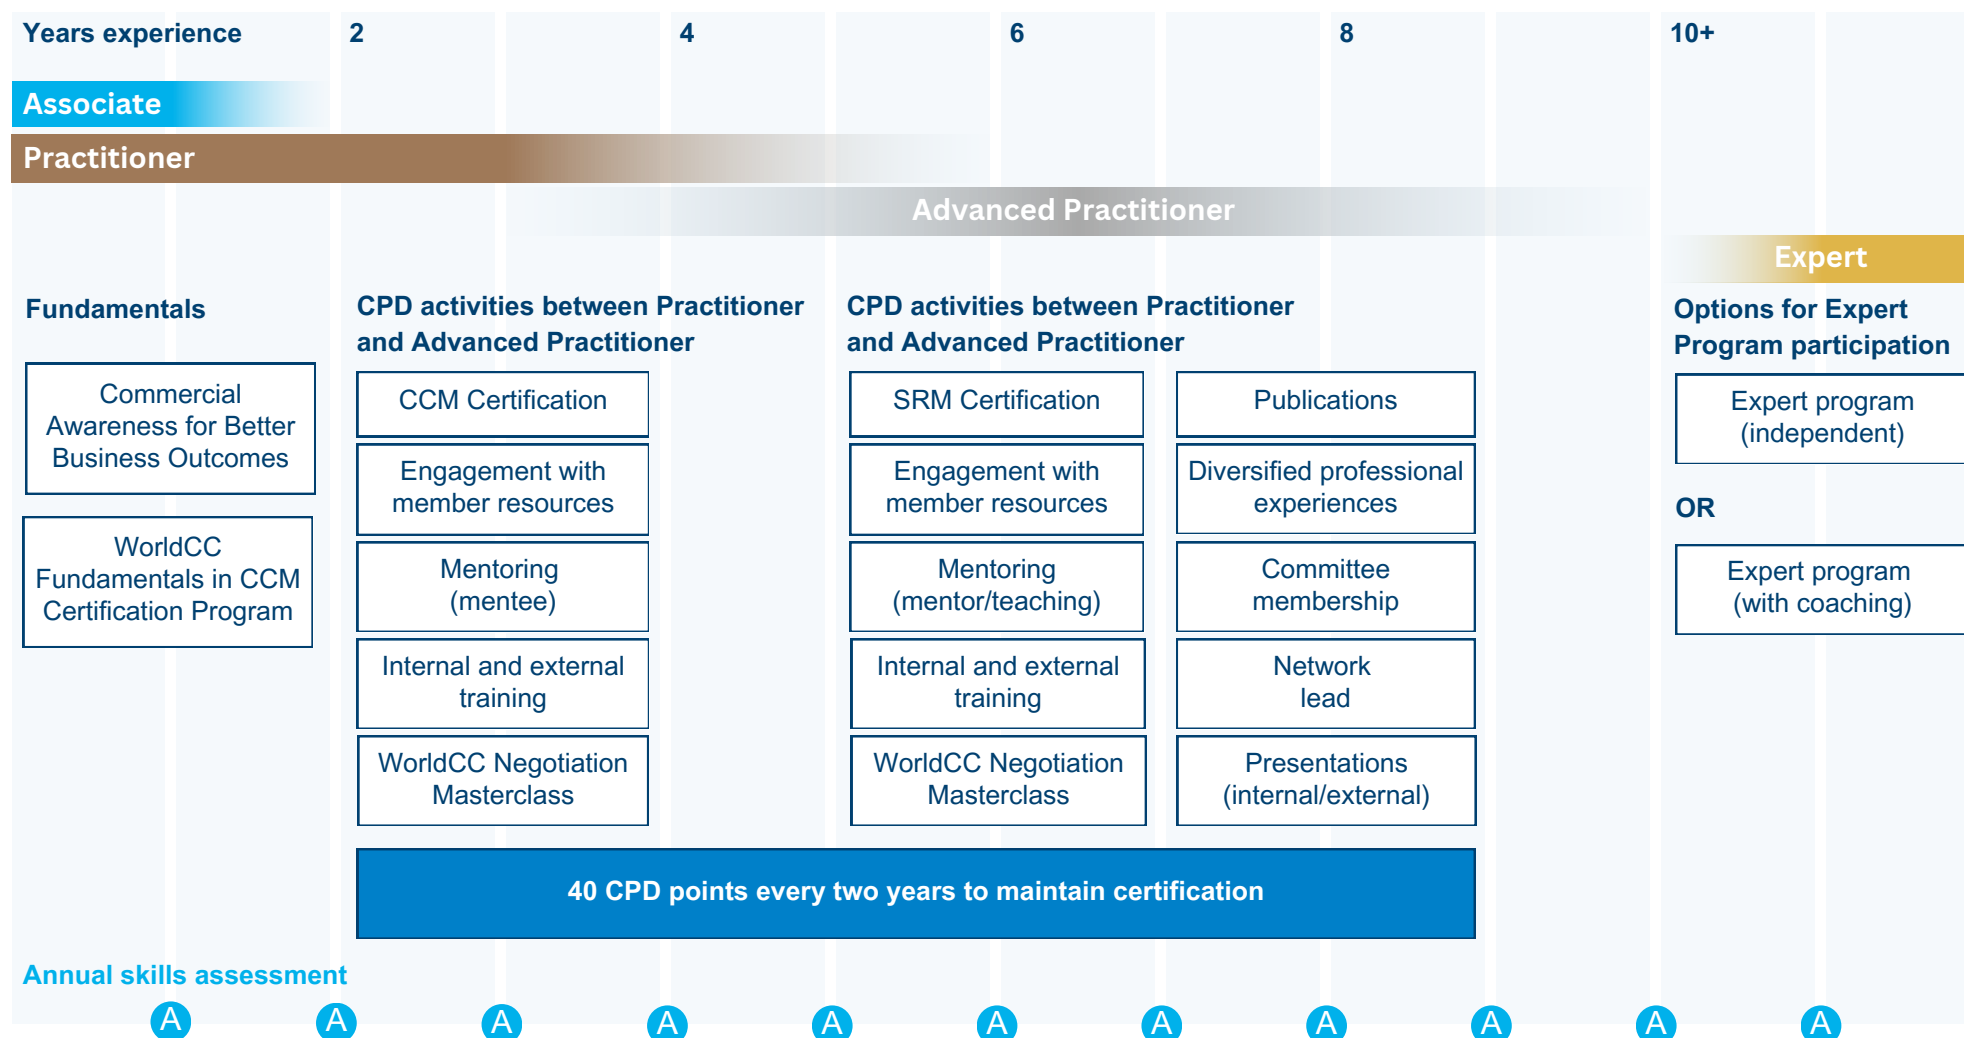 Years experience
2
4
6
8
10+
Associate
Practitioner
Advanced Practitioner
Expert
Fundamentals
Commercial
Awareness for Better
Business Outcomes
WorldCC
Fundamentals in CCM
Certification Program
CPD activities between Practitioner
and Advanced Practitioner
CCM Certification
Engagement with
member resources
Mentoring
(mentee)
Internal and external
training
WorldCC Negotiation
Masterclass
CPD activities between Practitioner
and Advanced Practitioner
SRM Certification
Engagement with
member resources
Mentoring
(mentor/teaching)
Internal and external
training
WorldCC Negotiation
Masterclass
Publications
Diversified professional
experiences
Committee
membership
Network
lead
Presentations
(internal/external)
Options for Expert
Program participation
Expert program
(independent)
OR
Expert program
(with coaching)
40 CPD points every two years to maintain certification
Annual skills assessment
A
A
A
A
A
A
A
A
A
A
A